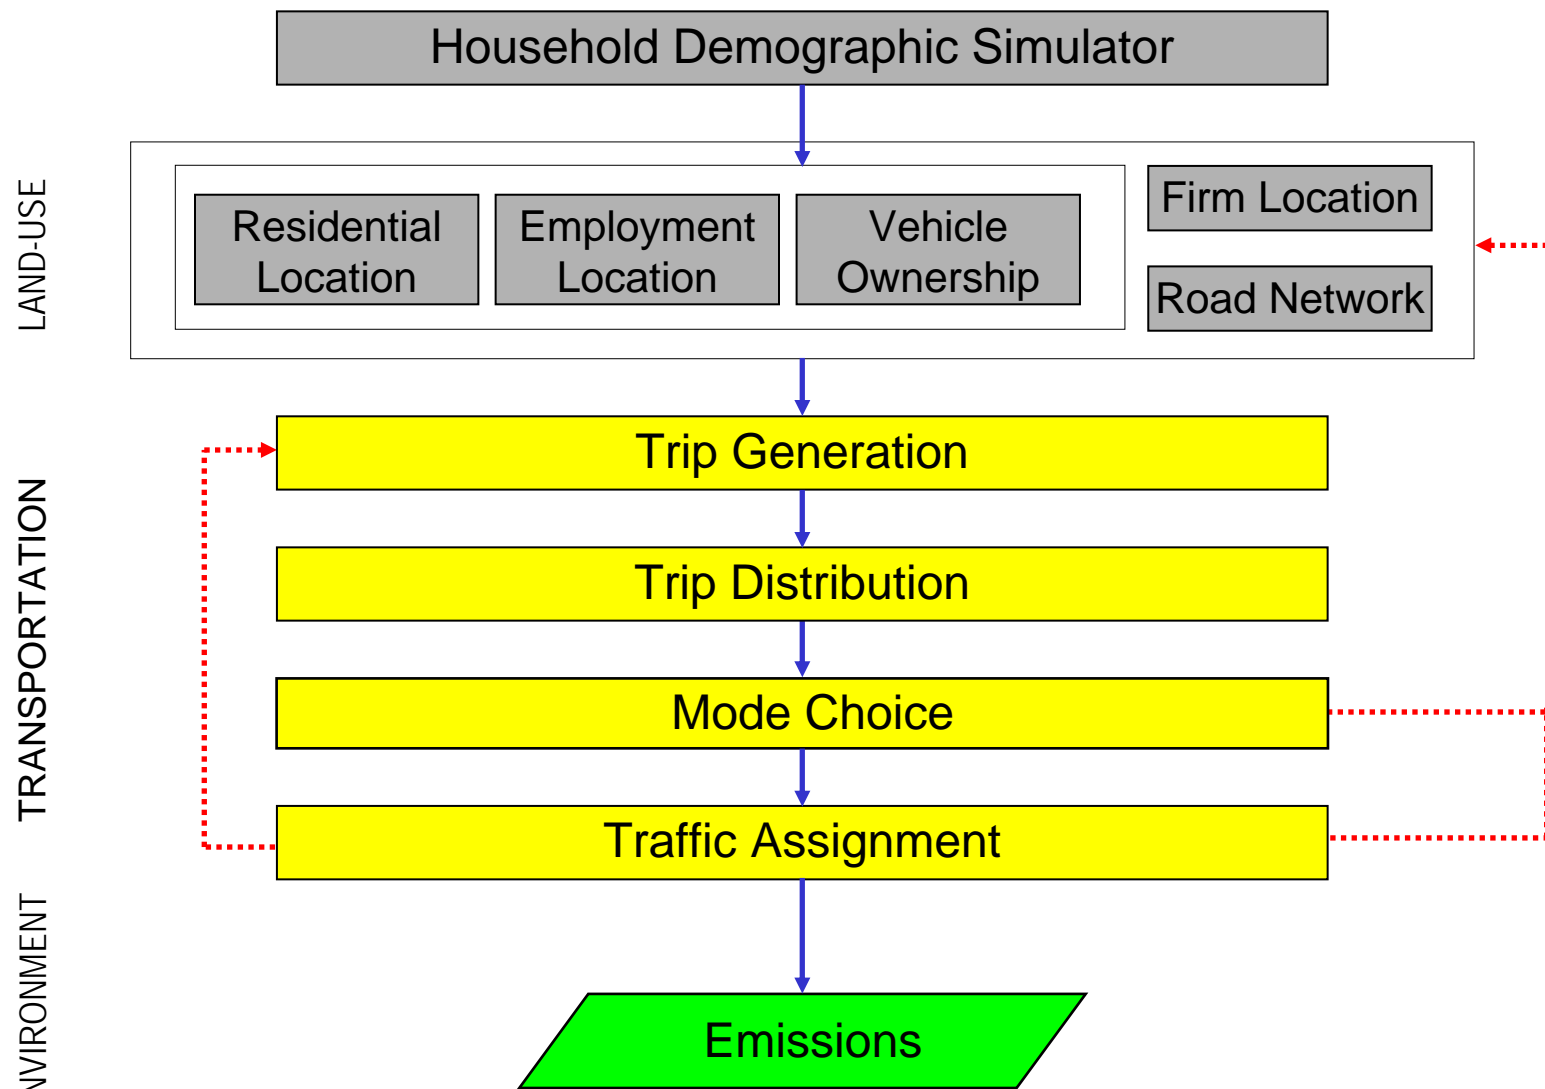 Household Demographic Simulator
LAND-USE
Residential
Location
Employment
Location
Vehicle
Ownership
Firm Location
Road Network
TRANSPORTATION
Trip Generation
Trip Distribution
Mode Choice
Traffic Assignment
NVIRONMENT
Emissions